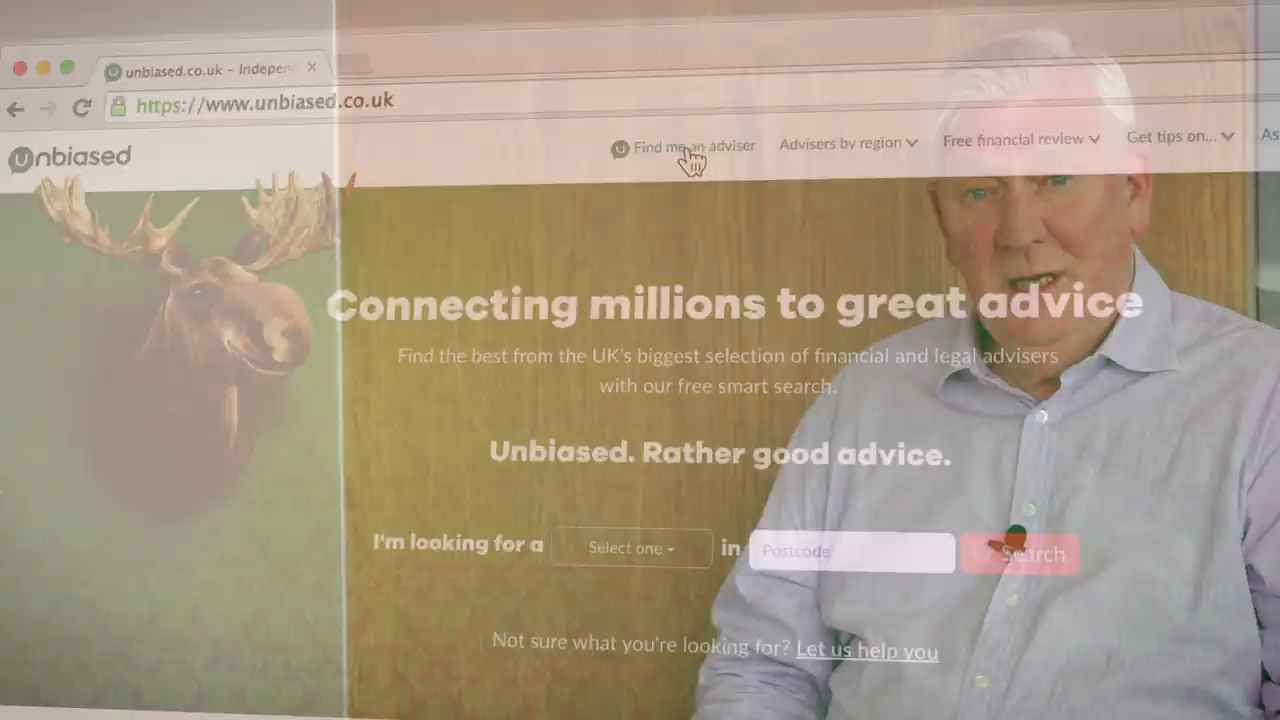 unbiased.co.uk - Indepen
https://www.unbiased.co.uk
Unbiased
Find me an adviser
Advisers by region
Free financial review
Get tips on...
As
Connecting millions to great advice
Find the best from the UK's biggest selection of financial and legal advisers
with our free smart search.
Unbiased. Rather good advice.
I'm looking for a Select one in Postcode Search
Not sure what you're looking for? Let us help you